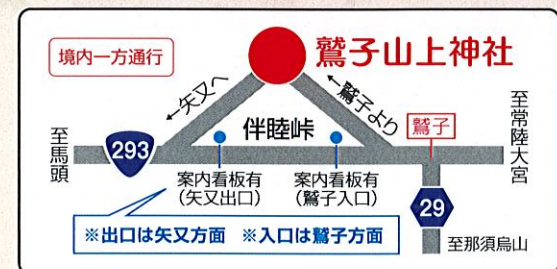 境内一方通行
鷲子山上神社
←矢又へ
←鷲子より
伴睦峠
鷲子
至常陸大宮
至馬頭
293
案内看板有
(矢又出口)
案内看板有
(鷲子入口)
29
※出口は矢又方面 ※入口は鷲子方面
至那須烏山